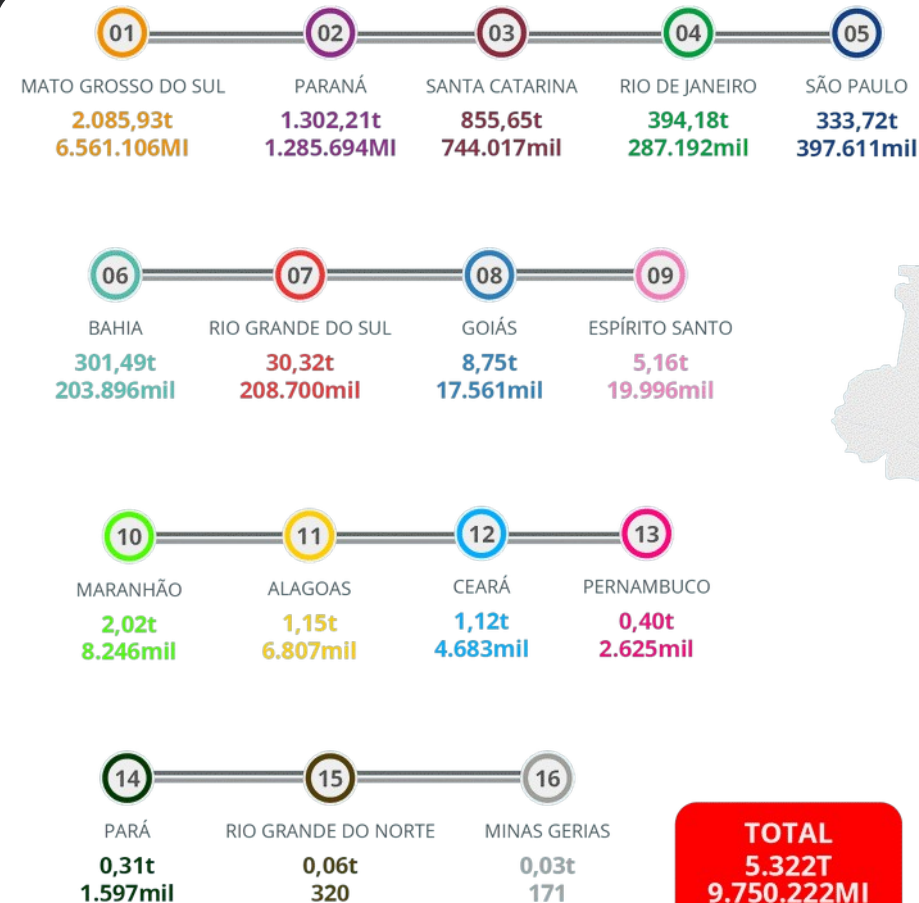 01 02 03 04 05
MATO GROSSO DO SUL PARANÁ SANTA CATARINA RIO DE JANEIRO SÃO PAULO
2.085,93t 1.302,21t 855,65t 394,18t 333,72t
6.561.106MI 1.285.694MI 744.017mil 287.192mil 397.611mil
06 07 08 09
BAHIA RIO GRANDE DO SUL GOIÁS ESPÍRITO SANTO
301,49t 30,32t 8,75t 5,16t
203.896mil 208.700mil 17.561mil 19.996mil
10 11 12 13
MARANHÃO ALAGOAS CEARÁ PERNAMBUCO
2,02t 1,15t 1,12t 0,40t
8.246mil 6.807mil 4.683mil 2.625mil
14 15 16
PARÁ RIO GRANDE DO NORTE MINAS GERIAS
0,31t 0,06t 0,03t
1.597mil 320 171
TOTAL
5.322T
9.750.222MI